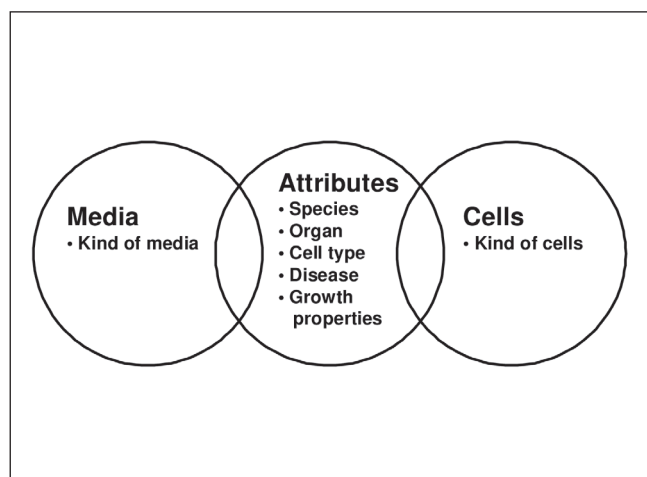 Media
• Kind of media
Attributes
• Species
• Organ
• Cell type
• Disease
• Growth
properties
Cells
• Kind of cells